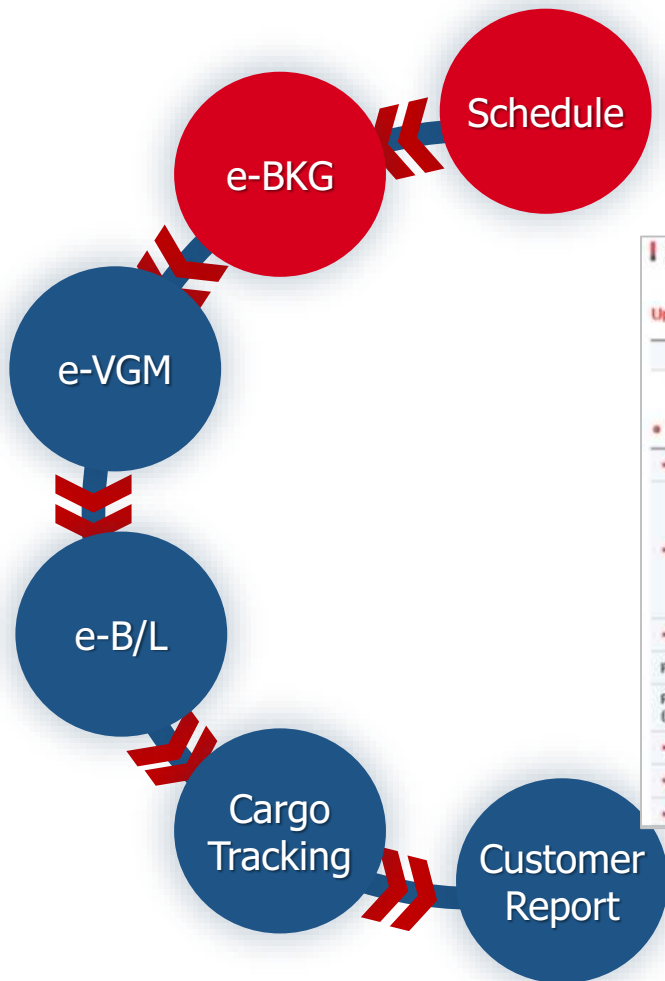 Schedule
e-BKG
e-VGM
e-B/L
Cargo
Tracking
Customer
Report